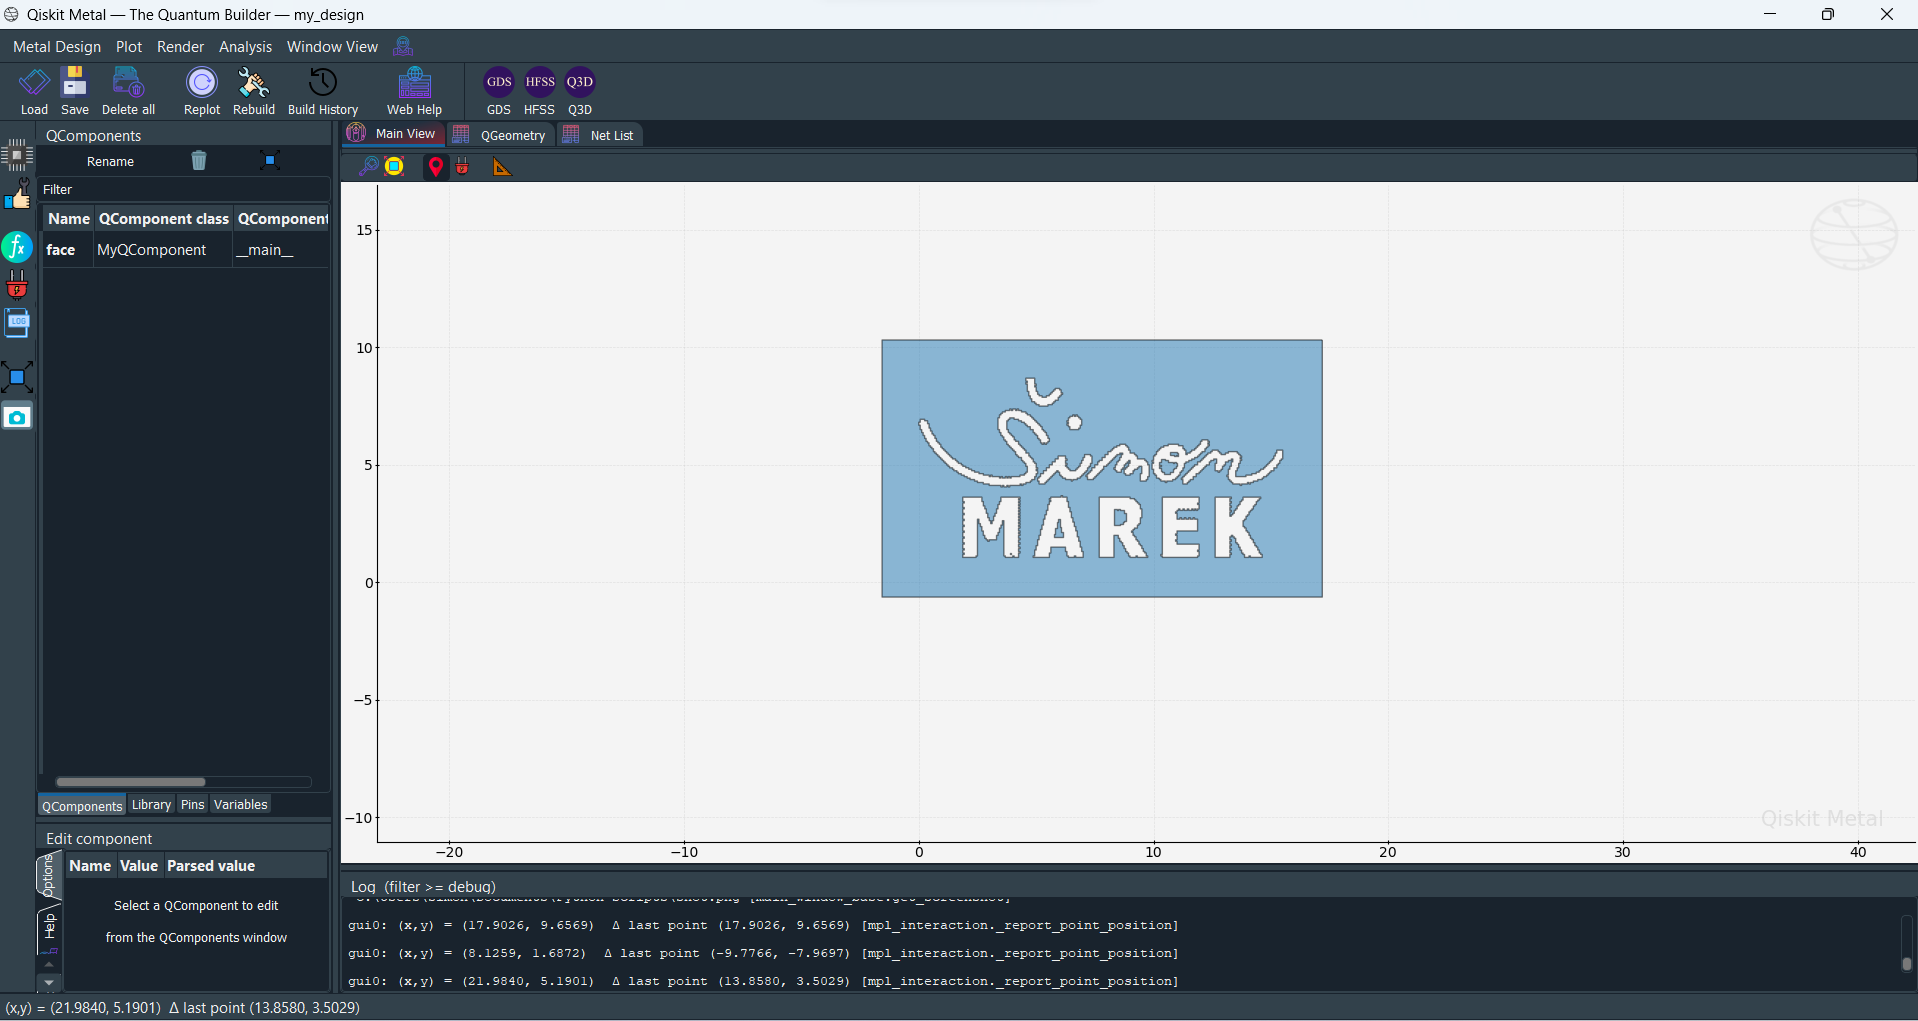 Qiskit Metal — The Quantum Builder — my_design
Metal Design Plot Render Analysis Window View
GDS HFSS Q3D
Load Save Delete all Replot Rebuild Build History Web Help GDS HFSS Q3D
QComponents
Main View QGeometry Net List
Rename
Filter
Name QComponent class QComponent
face MyQComponent __main__
LOG
15
10
5
0
−5
−10
−20 −10 0 10 20 30 40
Šimon
MAREK
Qiskit Metal
QComponents Library Pins Variables
Edit component
Options
Help
Name Value Parsed value
Select a QComponent to edit
from the QComponents window
Log (filter >= debug)
gui0: (x,y) = (17.9026, 9.6569) Δ last point (17.9026, 9.6569) [mpl_interaction._report_point_position]
gui0: (x,y) = (8.1259, 1.6872) Δ last point (-9.7766, -7.9697) [mpl_interaction._report_point_position]
gui0: (x,y) = (21.9840, 5.1901) Δ last point (13.8580, 3.5029) [mpl_interaction._report_point_position]
(x,y) = (21.9840, 5.1901) Δ last point (13.8580, 3.5029)